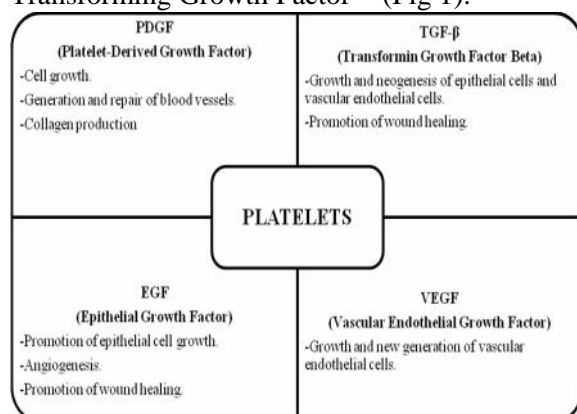 Transforming Growth Factor – (Fig 1).
PDGF
(Platelet-Derived Growth Factor)
-Cell growth.
-Generation and repair of blood vessels.
-Collagen production
TGF-β
(Transformin Growth Factor Beta)
-Growth and neogenesis of epithelial cells and
vascular endothelial cells.
-Promotion of wound healing.
PLATELETS
EGF
(Epithelial Growth Factor)
-Promotion of epithelial cell growth.
-Angiogenesis.
-Promotion of wound healing.
VEGF
(Vascular Endothelial Growth Factor)
-Growth and new generation of vascular
endothelial cells.